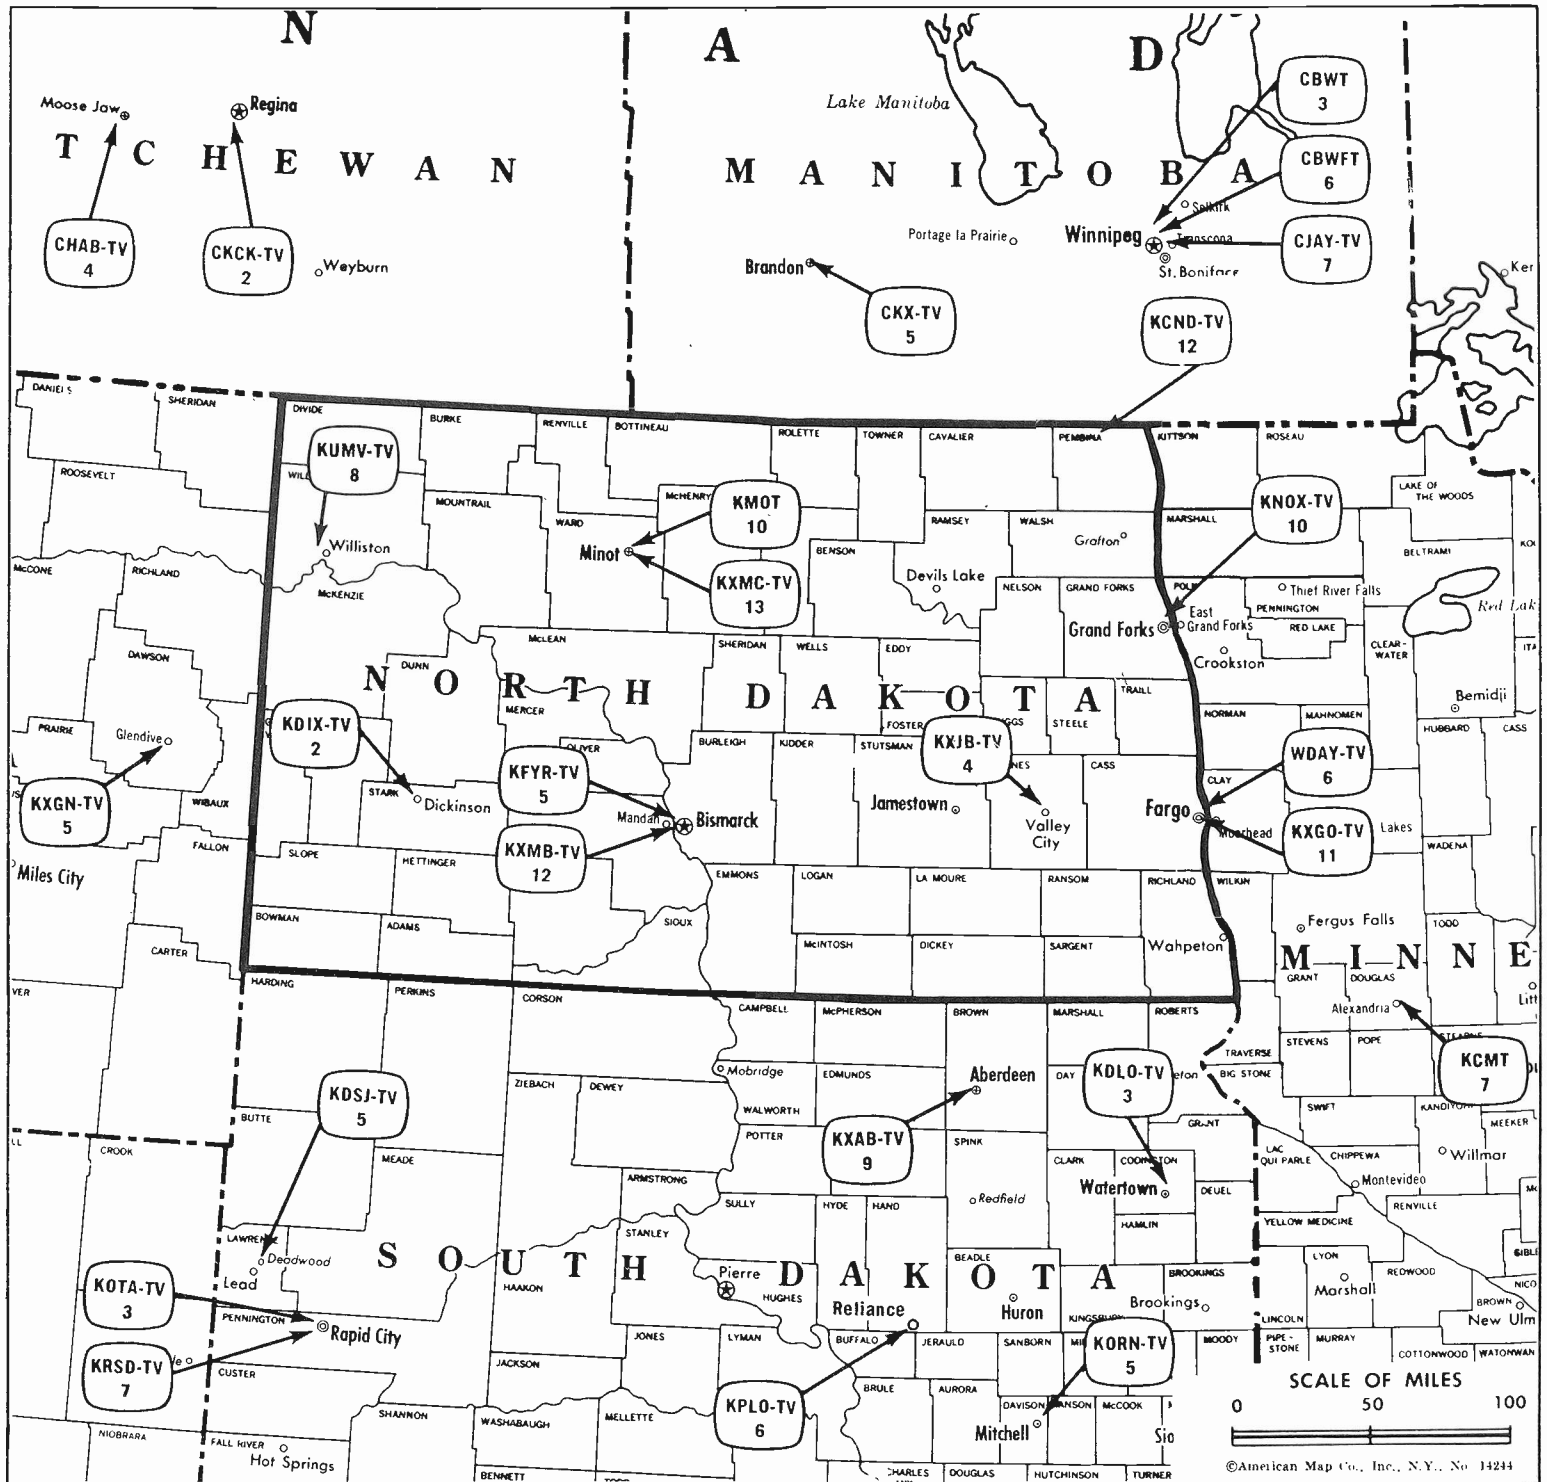 N
A
D
Moose Jaw
Regina
Lake Manitoba
CBWT
3
T C H E W A N
M A N I T O B A
CBWFT
6
Selkirk
CHAB-TV
4
CKCK-TV
2
Weyburn
Portage la Prairie
Winnipeg
Transcona
St. Boniface
CJAY-TV
7
Brandon
CKX-TV
5
KCND-TV
12
Ker
DANIELS
SHERIDAN
DIVIDE
BURKE
RENVILLE
BOTTINEAU
ROLETTE
TOWNER
CAVALIER
PEMBINA
KITTSON
ROSEAU
KUMV-TV
8
ROOSEVELT
MOUNTRAIL
WARD
McHENRY
KMOT
10
RAMSEY
WALSH
MARSHALL
KNOX-TV
10
LAKE OF
THE WOODS
Grafton
BELTRAMI
Williston
Minot
BENSON
McCONE
RICHLAND
McKENZIE
KXMC-TV
13
Devils Lake
NELSON
GRAND FORKS
POLK
Thief River Falls
PENNINGTON
Red Lak
RED LAKE
East
Grand Forks
Grand Forks
CLEAR-
WATER
McLEAN
SHERIDAN
WELLS
EDDY
Crookston
DAWSON
DUNN
N O R T H D A K O T A
TRAILL
Bemidji
MERCER
FOSTER
STEELE
NORMAN
MAHNOMEN
HUBBARD
CASS
PRAIRIE
Glendive
KDIX-TV
2
OLIVER
BURLEIGH
KIDDER
STUTSMAN
KXJB-TV
4
CASS
CLAY
WDAY-TV
6
KFYR-TV
5
KXGN-TV
5
WIBAUX
STARK
Dickinson
Mandan
Bismarck
Jamestown
Valley
City
Fargo
Moorhead
KXGO-TV
11
Lakes
WADENA
FALLON
SLOPE
HETTINGER
KXMB-TV
12
Miles City
EMMONS
LOGAN
LA MOURE
RANSOM
RICHLAND
WILKIN
BOWMAN
ADAMS
SIOUX
Fergus Falls
TODD
CARTER
McINTOSH
DICKEY
SARGENT
Wahpeton
M I N N E
GRANT
DOUGLAS
HARDING
PERKINS
CORSON
CAMPBELL
McPHERSON
BROWN
MARSHALL
ROBERTS
Alexandria
STEVENS
POPE
STEARNS
TRAVERSE
BIG STONE
KCMT
7
KDSJ-TV
5
ZIEBACH
DEWEY
Mobridge
EDMUNDS
Aberdeen
DAY
KDLO-TV
3
eton
BUTTE
WALWORTH
SWIFT
KANDIYOHI
MEEKER
CROOK
MEADE
POTTER
KXAB-TV
9
SPINK
GRANT
LAC
QUI PARLE
CHIPPEWA
Willmar
CLARK
CODINGTON
Watertown
DEUEL
Montevideo
RENVILLE
ARMSTRONG
SULLY
HYDE
HAND
Redfield
HAMLIN
YELLOW MEDICINE
LAWRENCE
Deadwood
Lead
STANLEY
S O U T H D A K O T A
BEADLE
LYON
REDWOOD
HAAKON
Pierre
HUGHES
Reliance
Huron
KINGSBURY
BROOKINGS
Brookings
Marshall
BROWN
New Ulm
NICO
KOTA-TV
3
PENNINGTON
Rapid City
JONES
LYMAN
BUFFALO
JERAULD
SANBORN
KORN-TV
5
MOODY
LINCOLN
PIPE-
STONE
MURRAY
COTTONWOOD
WATONWAN
KRSD-TV
7
CUSTER
JACKSON
BRULE
AURORA
KPLO-TV
6
SHANNON
WASHABAUGH
MELLETTE
DAVISON
HANSON
McCOOK
Mitchell
NIOBRARA
FALL RIVER
Hot Springs
BENNETT
CHARLES
DOUGLAS
HUTCHINSON
TURNER
SCALE OF MILES
0 50 100
©American Map Co., Inc., N.Y., No 14244